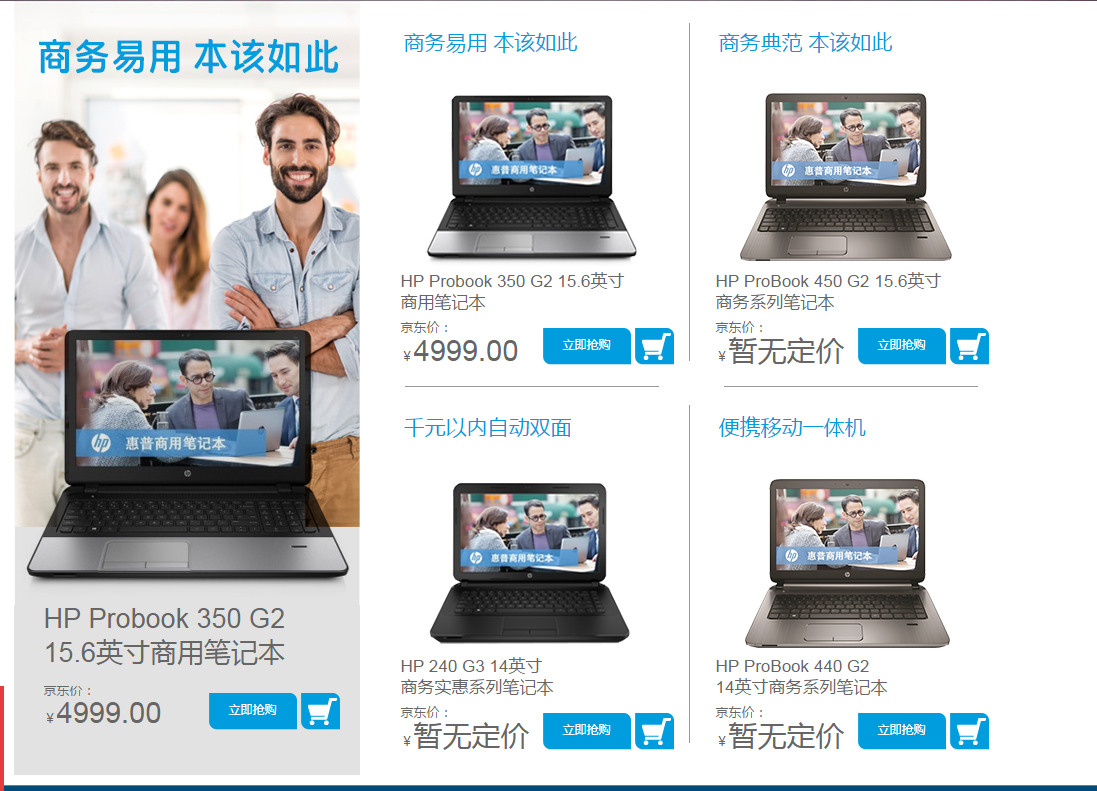 商务易用 本该如此
hp 惠普商用笔记本
HP Probook 350 G2
15.6英寸商用笔记本
京东价：
¥4999.00
立即抢购
商务易用 本该如此
hp 惠普商用笔记本
HP Probook 350 G2 15.6英寸
商用笔记本
京东价：
¥4999.00
立即抢购
商务典范 本该如此
hp 惠普商用笔记本
HP ProBook 450 G2 15.6英寸
商务系列笔记本
京东价：
¥暂无定价
立即抢购
千元以内自动双面
hp 惠普商用笔记本
HP 240 G3 14英寸
商务实惠系列笔记本
京东价：
¥暂无定价
立即抢购
便携移动一体机
hp 惠普商用笔记本
HP ProBook 440 G2
14英寸商务系列笔记本
京东价：
¥暂无定价
立即抢购